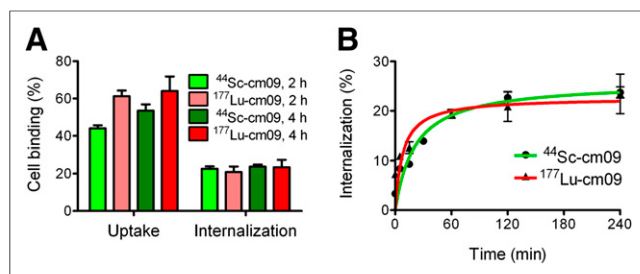 A
Cell binding (%)
80
60
40
20
0
⁴⁴Sc-cm09, 2 h
¹⁷⁷Lu-cm09, 2 h
⁴⁴Sc-cm09, 4 h
¹⁷⁷Lu-cm09, 4 h
Uptake Internalization
B
Internalization (%)
30
20
10
0
⁴⁴Sc-cm09
¹⁷⁷Lu-cm09
0 60 120 180 240
Time (min)